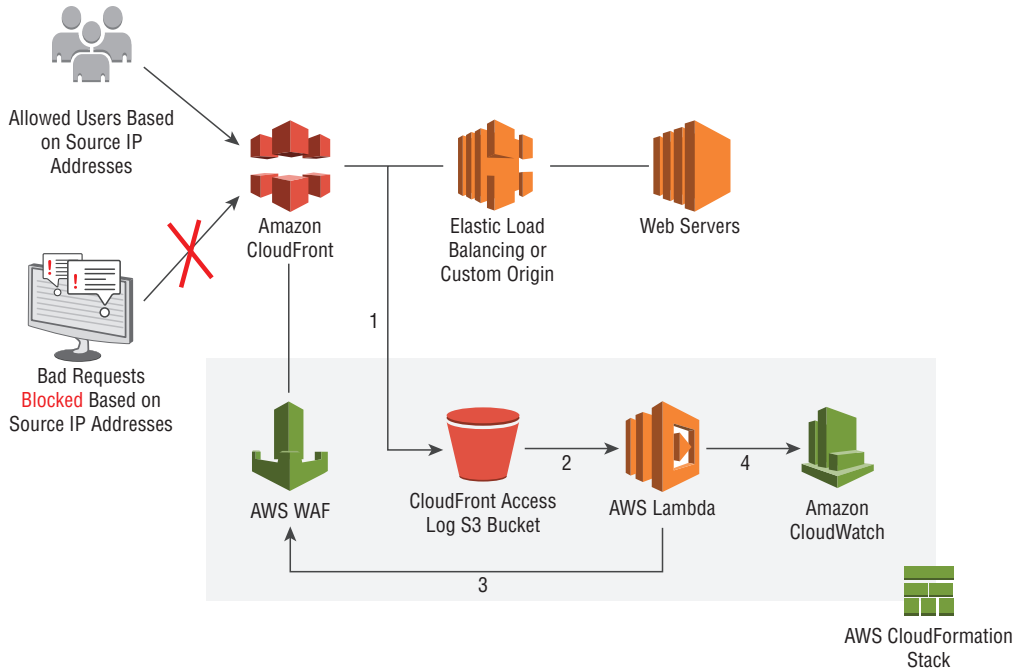 Allowed Users Based
on Source IP
Addresses
Amazon
CloudFront
Elastic Load
Balancing or
Custom Origin
Web Servers
!
!
Bad Requests
Blocked Based on
Source IP Addresses
1
AWS WAF
CloudFront Access
Log S3 Bucket
2
AWS Lambda
4
Amazon
CloudWatch
3
AWS CloudFormation
Stack